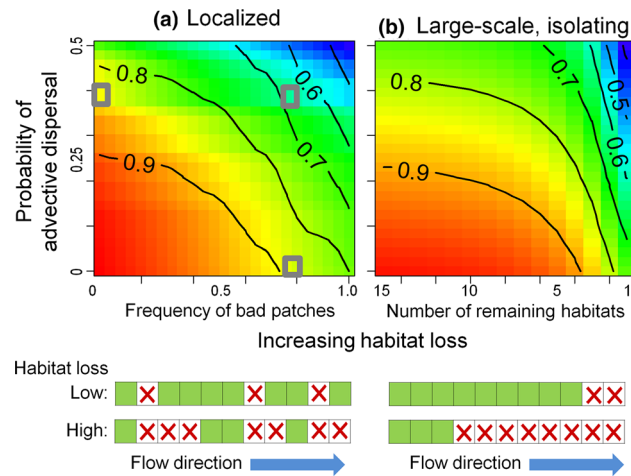 (a) Localized
(b) Large-scale, isolating
Probability of
advective dispersal
0.5
0.25
0
0.8
0.9
0.6
0.7
0.8
0.9
0.7
0.5
0.6
0
0.2
0.6
1.0
15
10
5
1
Frequency of bad patches
Number of remaining habitats
Increasing habitat loss
Habitat loss
Low:
High:
Flow direction
Flow direction